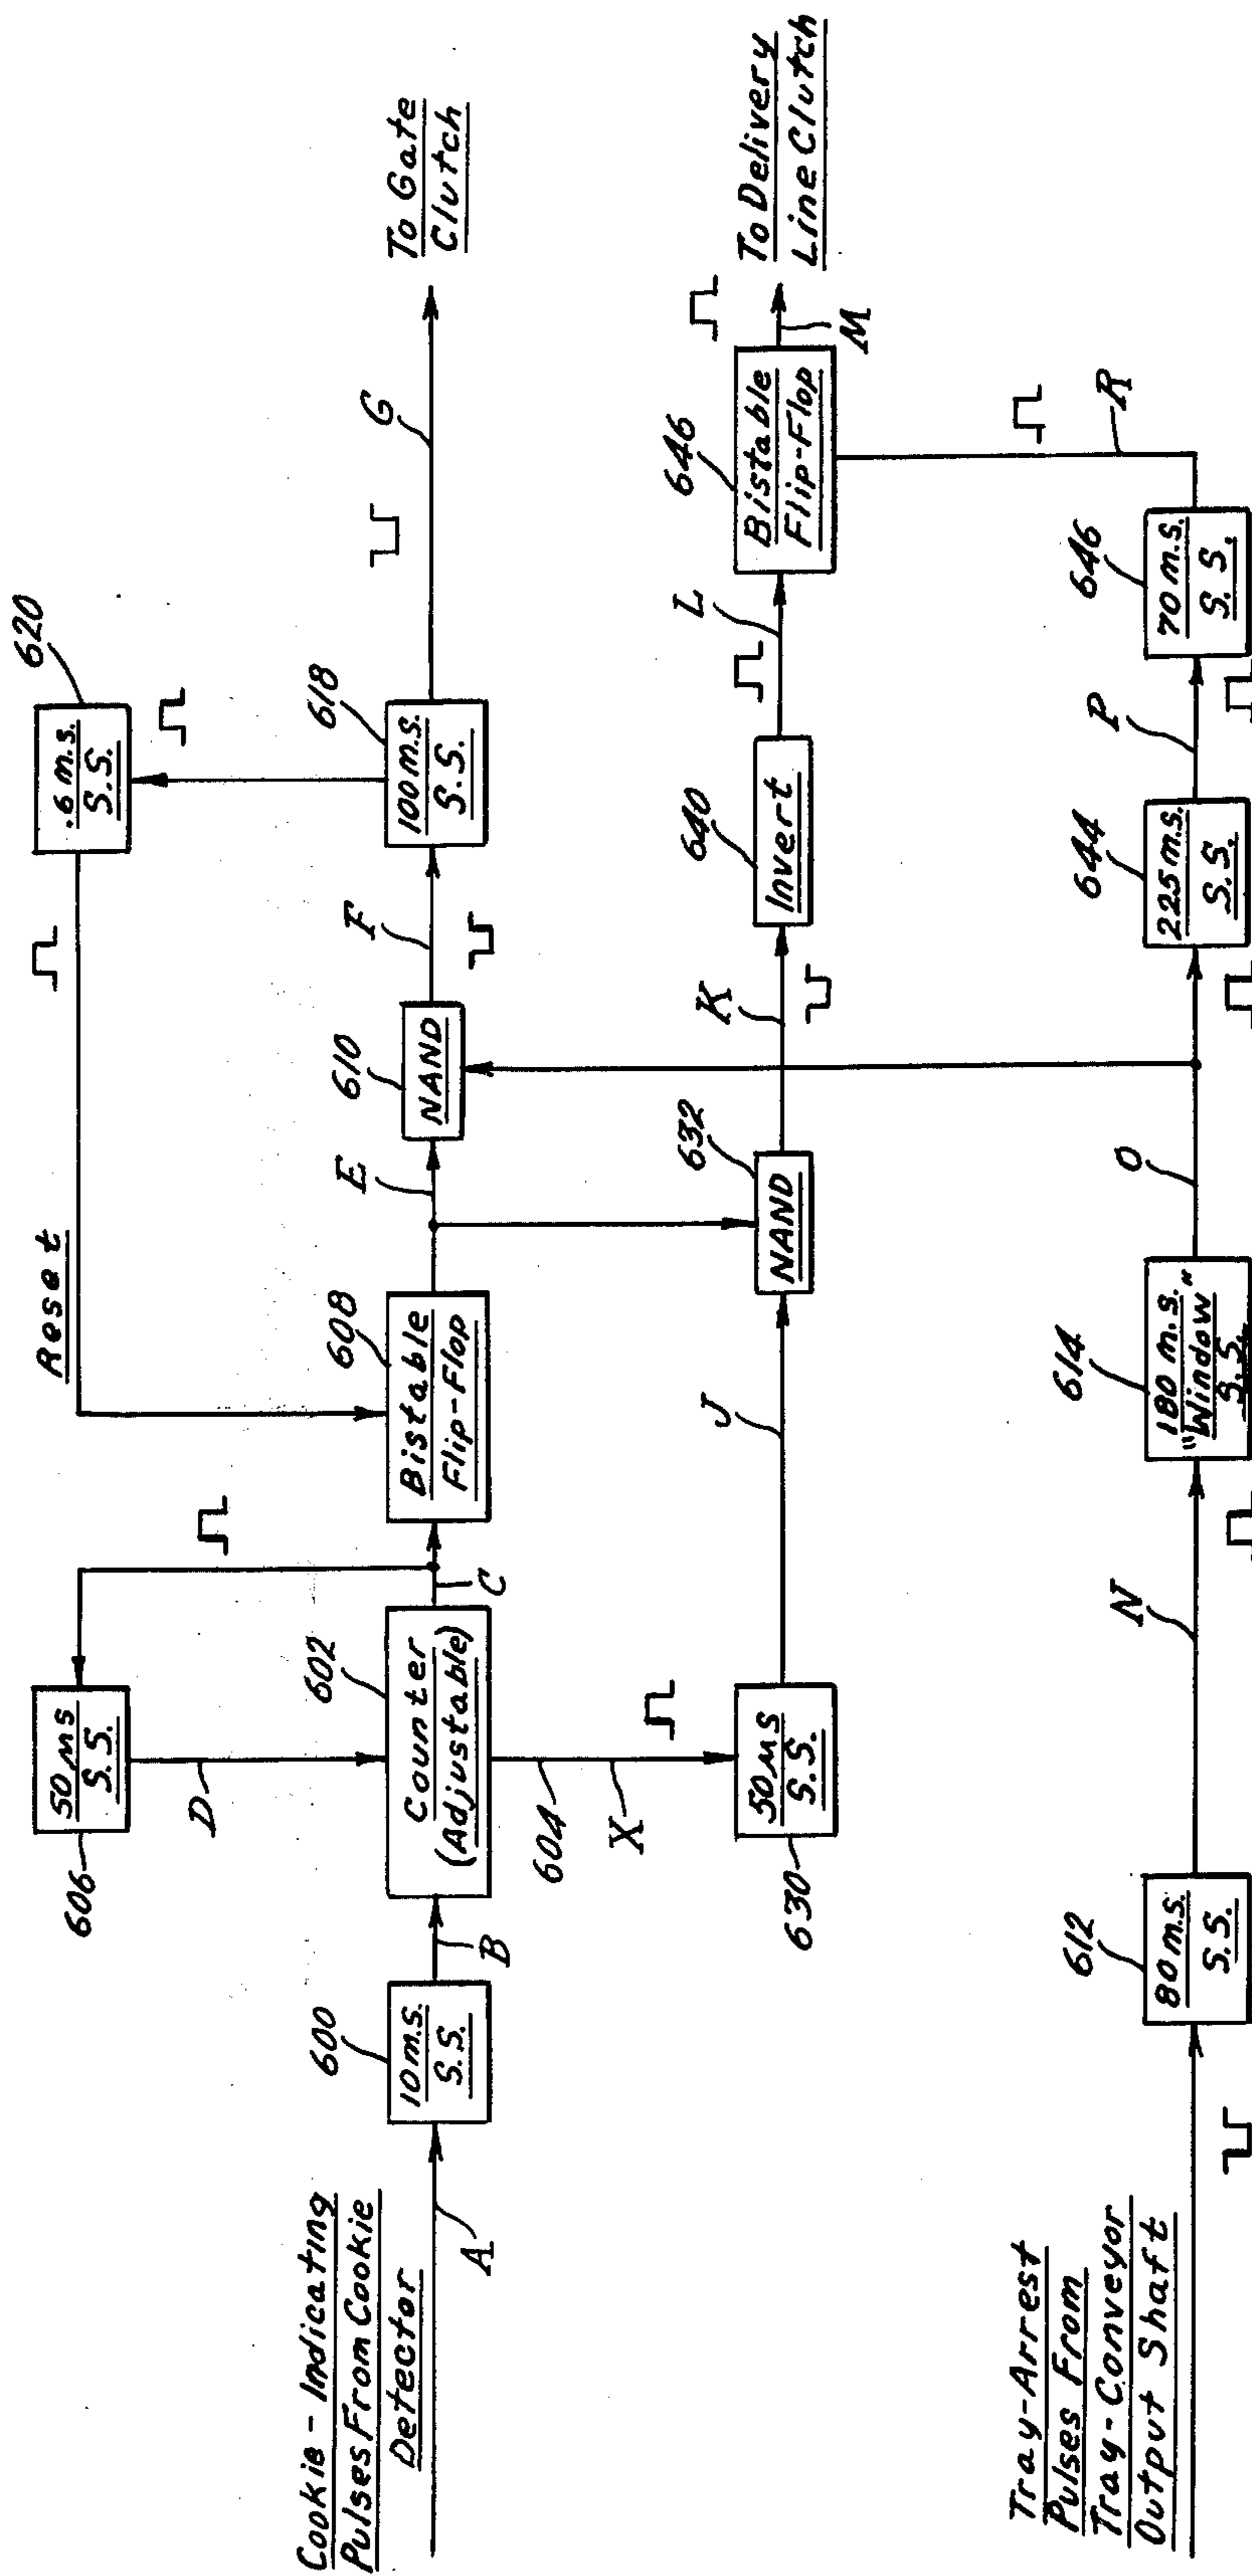 Cookie-Indicating
Pulses From Cookie
Detector
A
600
10 m.s.
S.S.
B
606
50 μs
S.S.
D
602
Counter
(Adjustable)
C
604
X
630
50 μs
S.S.
J
Reset
608
Bistable
Flip-Flop
E
610
NAND
F
620
.6 m.s.
S.S.
618
100 m.s.
S.S.
G
To Gate
Clutch
632
NAND
K
640
Invert
L
646
Bistable
Flip-Flop
M
To Delivery
Line Clutch
Tray-Arrest
Pulses From
Tray-Conveyor
Output Shaft
612
80 m.s.
S.S.
N
614
180 m.s.
"Window"
S.S.
O
644
225 m.s.
S.S.
P
646
70 m.s.
S.S.
R